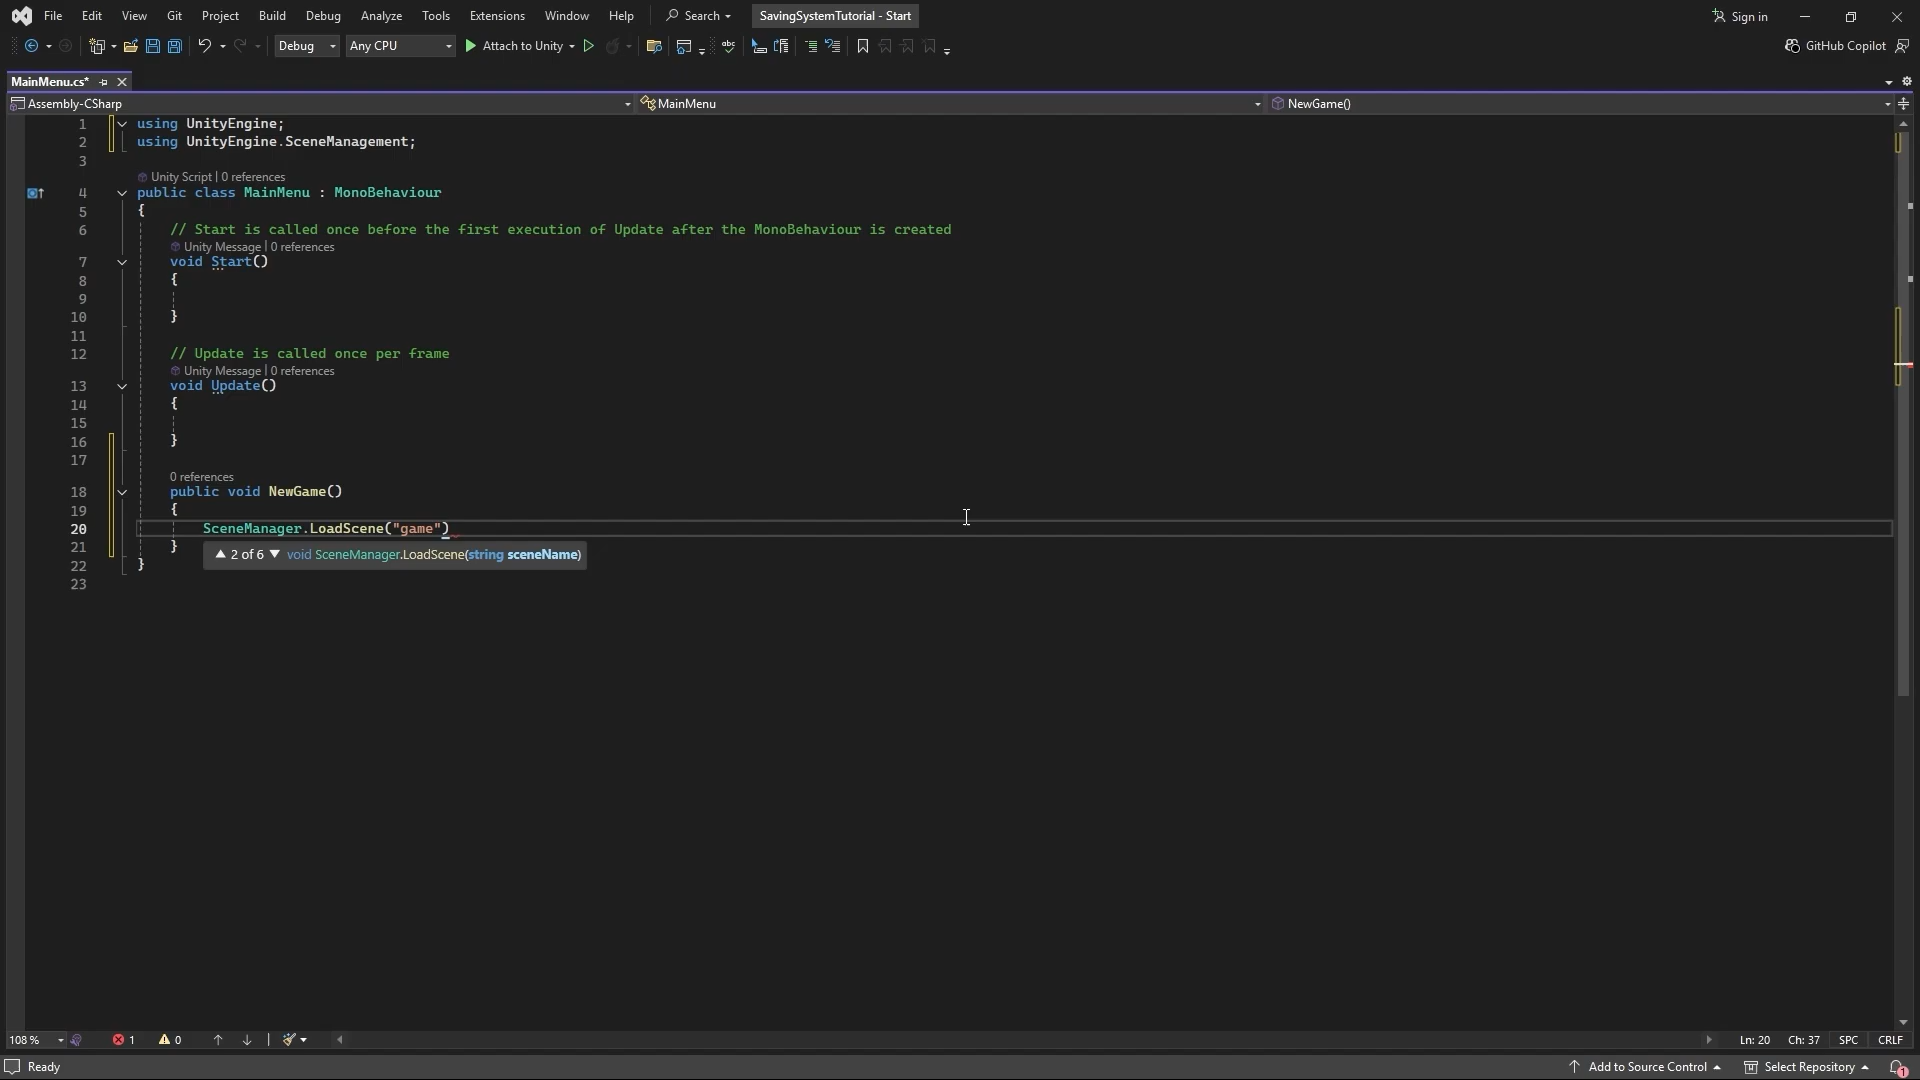 File Edit View Git Project Build Debug Analyze Tools Extensions Window Help Search SavingSystemTutorial - Start Sign in
Debug Any CPU Attach to Unity abc GitHub Copilot
MainMenu.cs*
Assembly-CSharp MainMenu NewGame()
1 using UnityEngine;
2 using UnityEngine.SceneManagement;
3
Unity Script | 0 references
4 public class MainMenu : MonoBehaviour
5 {
6 // Start is called once before the first execution of Update after the MonoBehaviour is created
Unity Message | 0 references
7 void Start()
8 {
9
10 }
11
12 // Update is called once per frame
Unity Message | 0 references
13 void Update()
14 {
15
16 }
17
0 references
18 public void NewGame()
19 {
20 SceneManager.LoadScene("game")
21 }
▲ 2 of 6 ▼ void SceneManager.LoadScene(string sceneName)
22 }
23
108 % 1 0 Ln: 20 Ch: 37 SPC CRLF
Ready Add to Source Control Select Repository 1